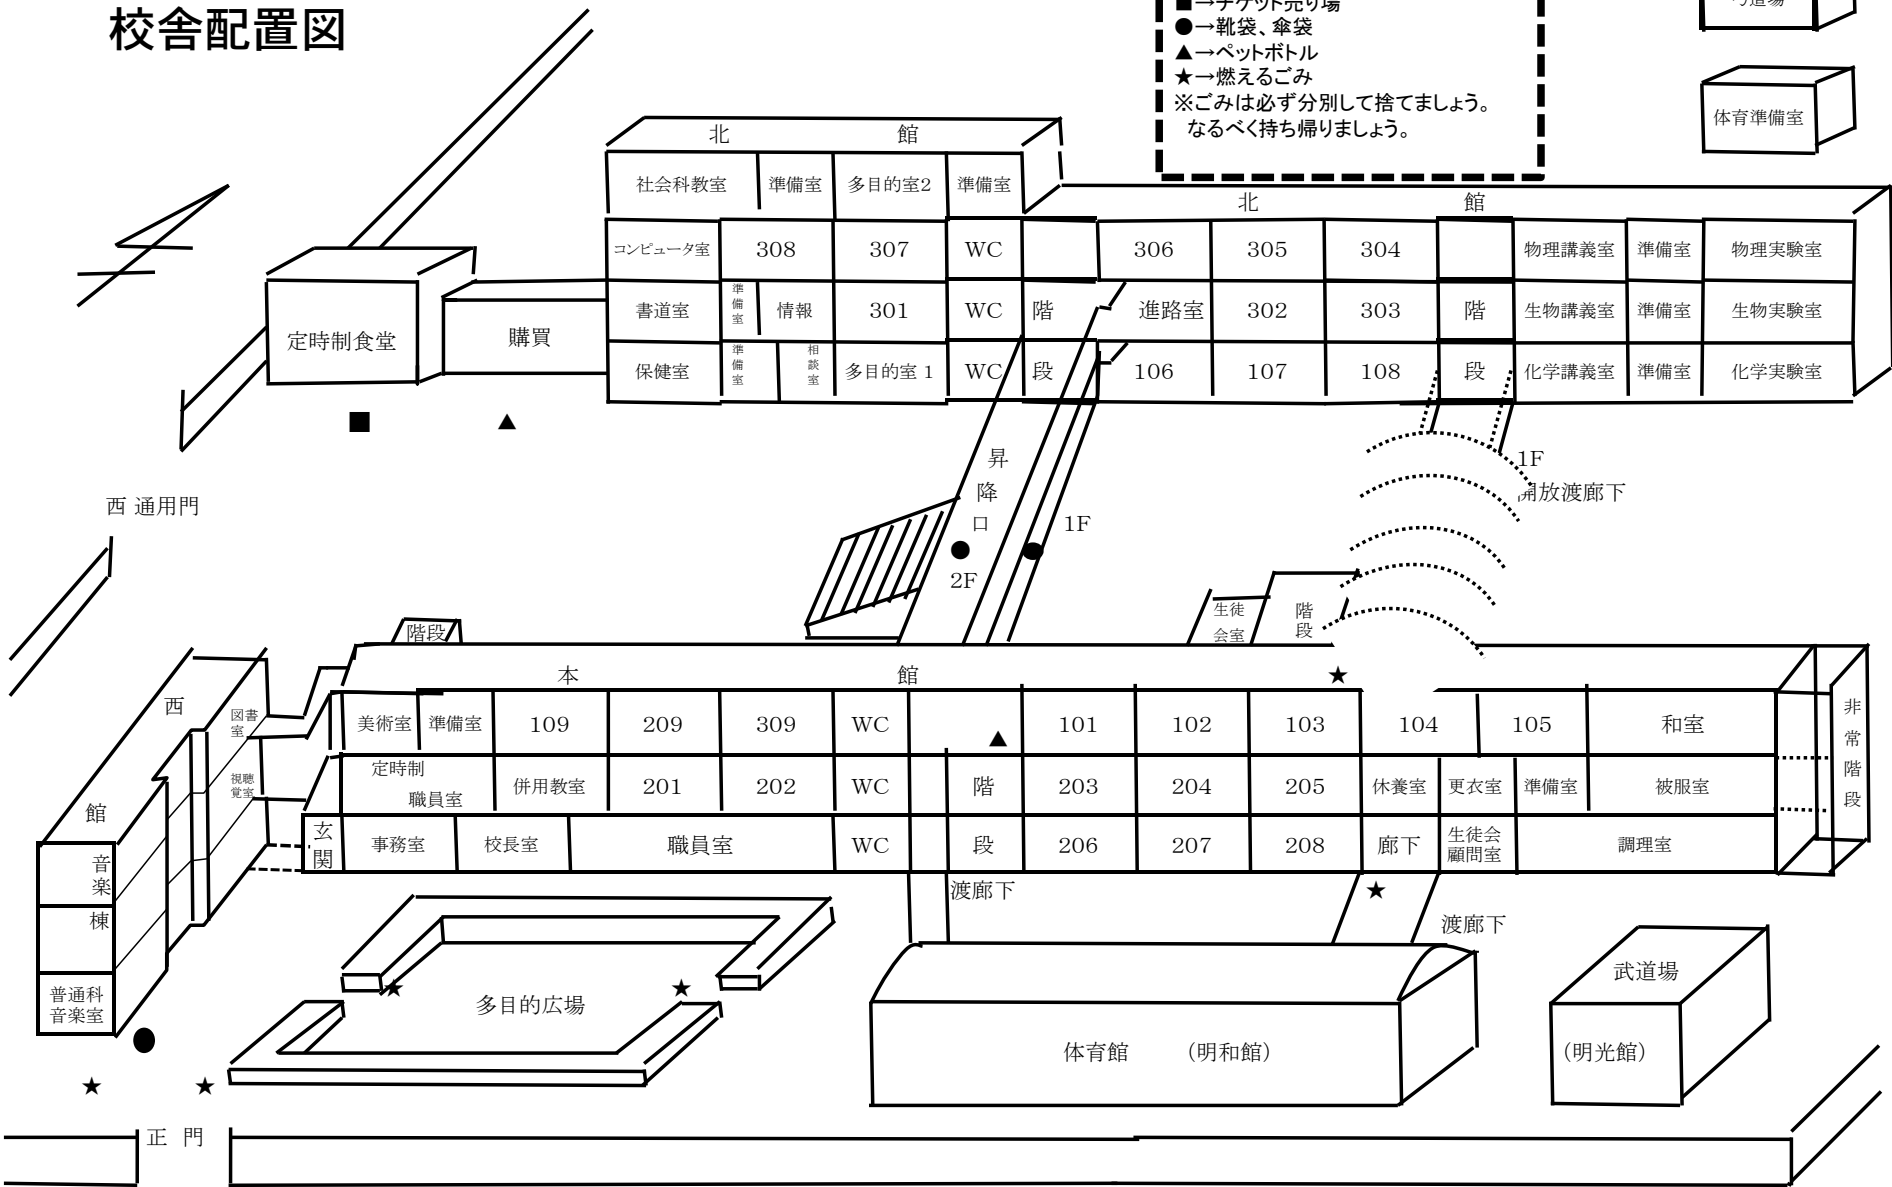 校舎配置図
■→チケット売り場
●→靴袋、傘袋
▲→ペットボトル
★→燃えるごみ
※ごみは必ず分別して捨てましょう。
なるべく持ち帰りましょう。
体育準備室
北 館
社会科教室 準備室 多目的室2 準備室
北 館
コンピュータ室 308 307 WC 306 305 304 物理講義室 準備室 物理実験室
書道室 準備室 情報 301 WC 階 進路室 302 303 階 生物講義室 準備室 生物実験室
保健室 準備室 相談室 多目的室1 WC 段 106 107 108 段 化学講義室 準備室 化学実験室
定時制食堂
購買
西通用門
昇降口
1F
2F
1F
開放渡廊下
生徒
会室
階段
階段
本 館
美術室 準備室 109 209 309 WC 101 102 103 104 105 和室
定時制
職員室
併用教室 201 202 WC 階 203 204 205 休養室 更衣室 準備室 被服室
玄関 事務室 校長室 職員室 WC 段 206 207 208 廊下
生徒会
顧問室
調理室
非常階段
西
館
図書
室
視聴
覚室
音楽
棟
普通科
音楽室
渡廊下
渡廊下
多目的広場
体育館 (明和館)
武道場
(明光館)
正 門